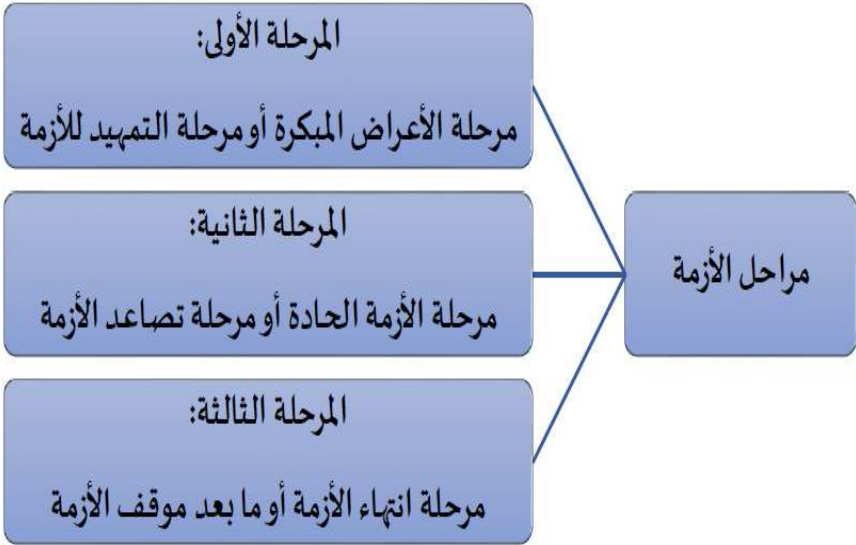 مراحل الأزمة
المرحلة الأولى:
مرحلة الأعراض المبكرة أو مرحلة التمهيد للأزمة
المرحلة الثانية:
مرحلة الأزمة الحادة أو مرحلة تصاعد الأزمة
المرحلة الثالثة:
مرحلة انتهاء الأزمة أو ما بعد موقف الأزمة